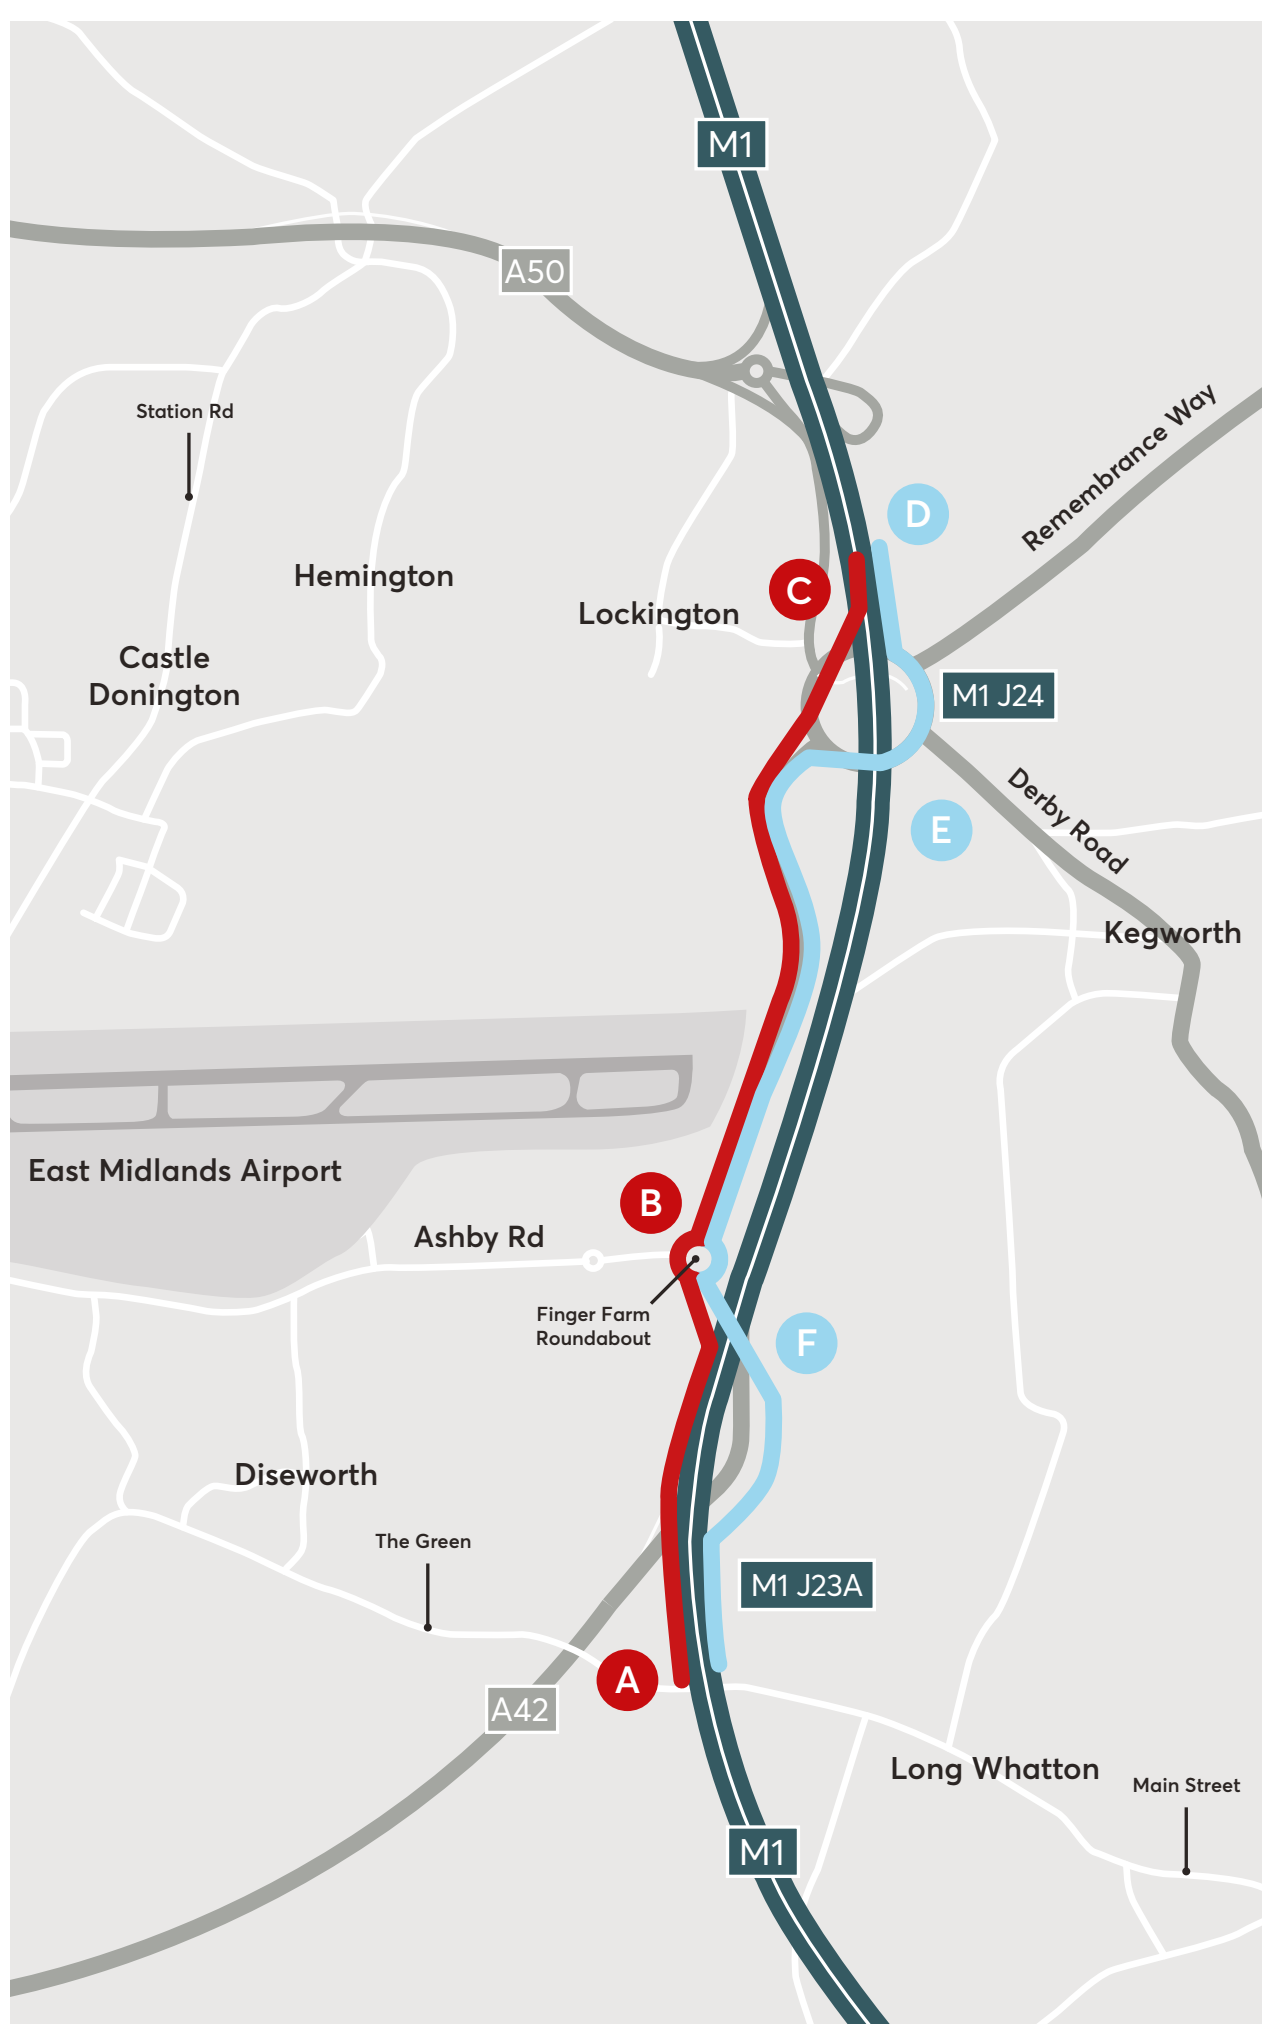 M1
A50
Station Rd
Remembrance Way
D
Hemington
C
Lockington
Castle
Donington
M1 J24
Derby Road
E
Kegworth
East Midlands Airport
B
Ashby Rd
Finger Farm
Roundabout
F
Diseworth
The Green
M1 J23A
A
A42
Long Whatton
Main Street
M1